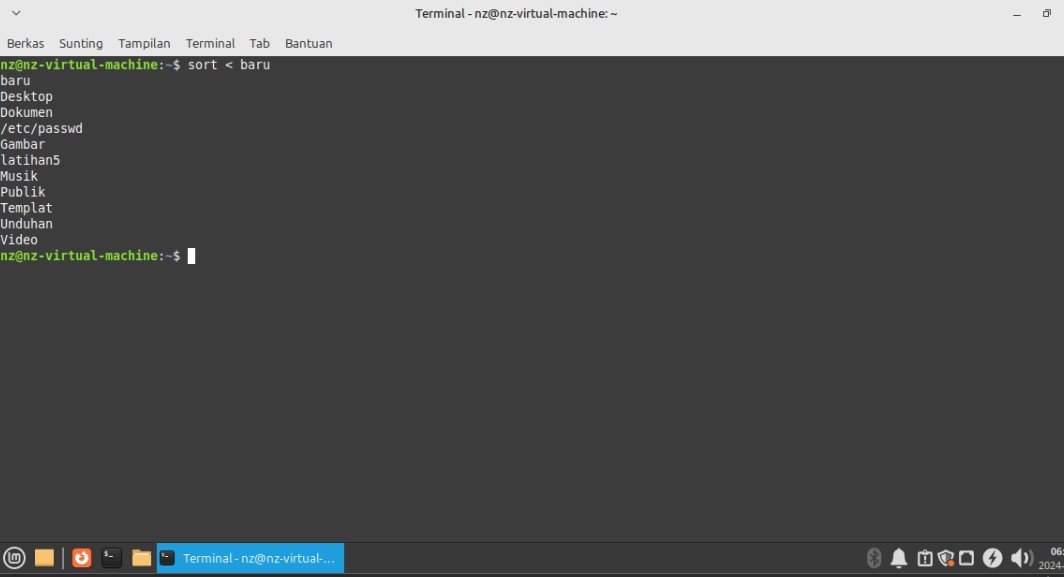 Terminal - nz@nz-virtual-machine: ~
Berkas Sunting Tampilan Terminal Tab Bantuan
nz@nz-virtual-machine:~$ sort < baru
baru
Desktop
Dokumen
/etc/passwd
Gambar
latihan5
Musik
Publik
Templat
Unduhan
Video
nz@nz-virtual-machine:~$
Terminal - nz@nz-virtual-...
06:
2024-